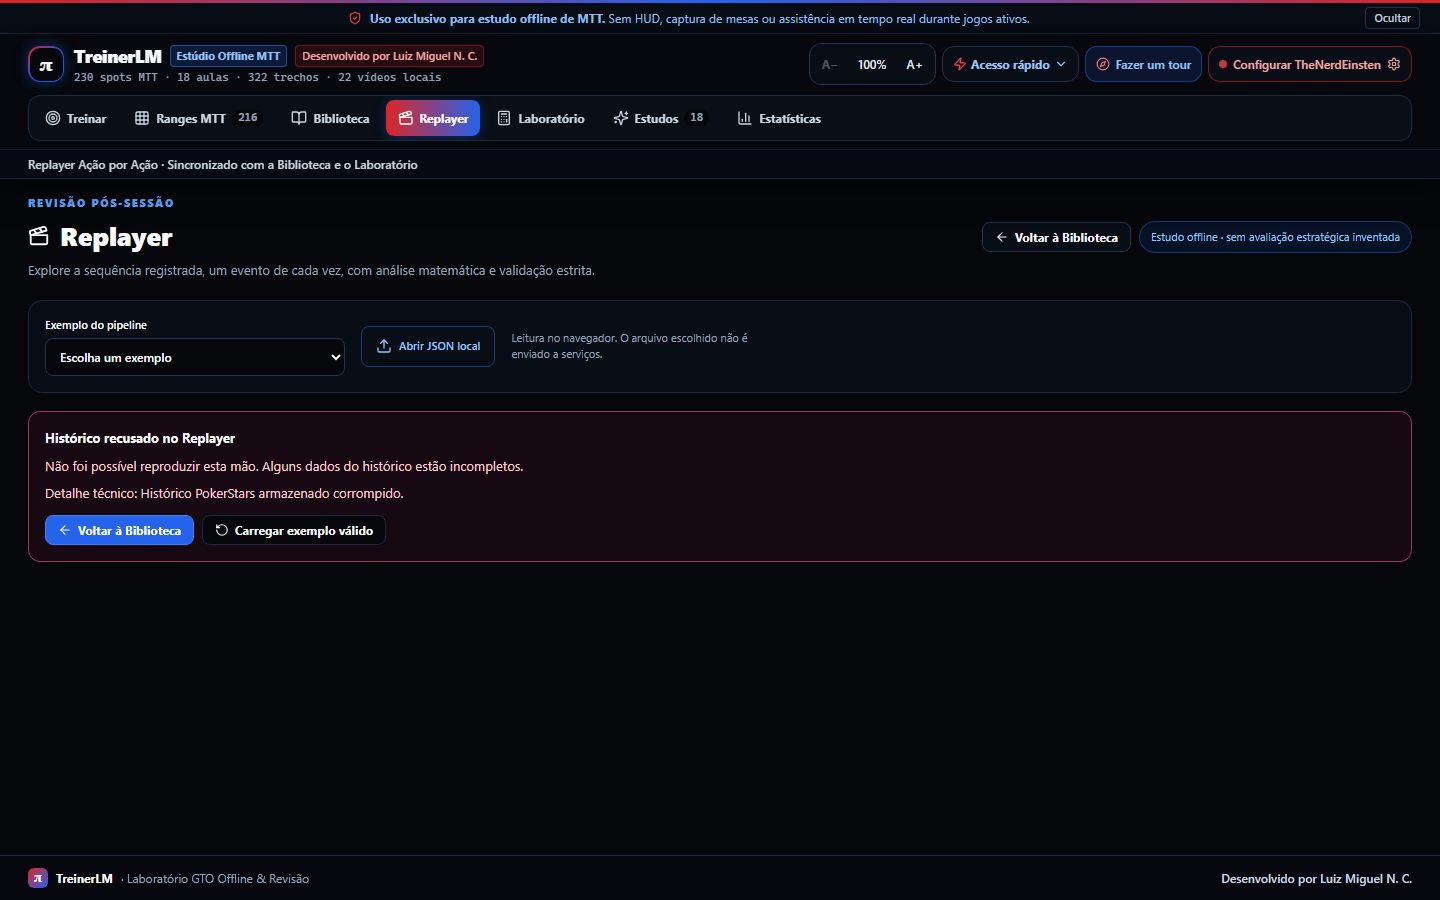 Uso exclusivo para estudo offline de MTT. Sem HUD, captura de mesas ou assistência em tempo real durante jogos ativos.
Ocultar
π
TreinerLM
Estúdio Offline MTT
Desenvolvido por Luiz Miguel N. C.
230 spots MTT · 18 aulas · 322 trechos · 22 vídeos locais
A−
100%
A+
Acesso rápido
Fazer um tour
Configurar TheNerdEinsten
Treinar
Ranges MTT 216
Biblioteca
Replayer
Laboratório
Estudos 18
Estatísticas
Replayer Ação por Ação · Sincronizado com a Biblioteca e o Laboratório
REVISÃO PÓS-SESSÃO
Replayer
Voltar à Biblioteca
Estudo offline · sem avaliação estratégica inventada
Explore a sequência registrada, um evento de cada vez, com análise matemática e validação estrita.
Exemplo do pipeline
Escolha um exemplo
Abrir JSON local
Leitura no navegador. O arquivo escolhido não é
enviado a serviços.
Histórico recusado no Replayer
Não foi possível reproduzir esta mão. Alguns dados do histórico estão incompletos.
Detalhe técnico: Histórico PokerStars armazenado corrompido.
Voltar à Biblioteca
Carregar exemplo válido
π
TreinerLM · Laboratório GTO Offline & Revisão
Desenvolvido por Luiz Miguel N. C.